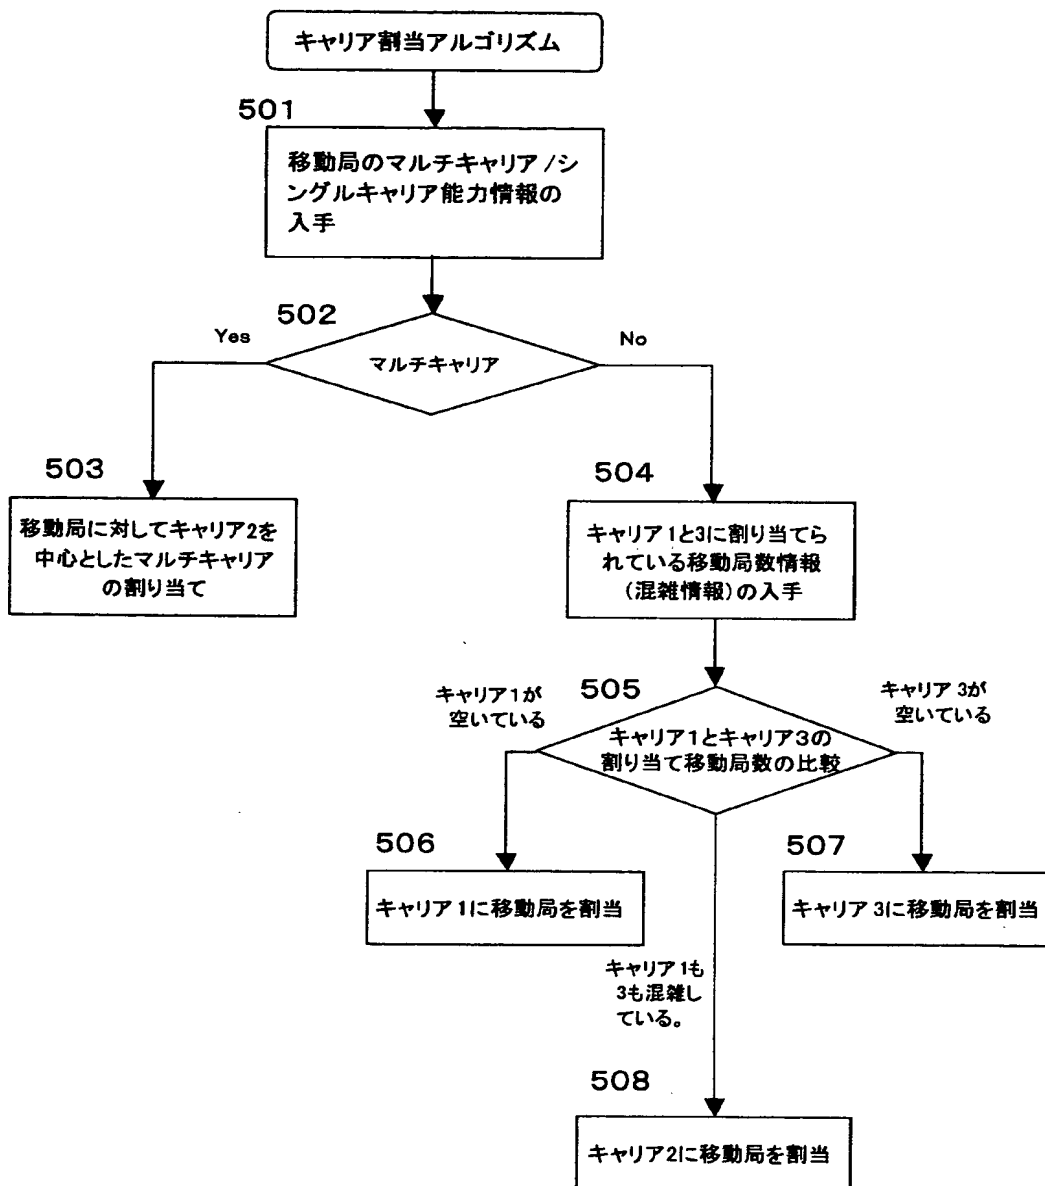 キャリア割当アルゴリズム
501
移動局のマルチキャリア/シ
ングルキャリア能力情報の
入手
502
Yes
No
マルチキャリア
503
移動局に対してキャリア2を
中心としたマルチキャリア
の割り当て
504
キャリア1と3に割り当てら
れている移動局数情報
(混雑情報)の入手
505
キャリア1が
空いている
キャリア3が
空いている
キャリア1とキャリア3の
割り当て移動局数の比較
506
キャリア1に移動局を割当
507
キャリア3に移動局を割当
キャリア1も
3も混雑し
ている。
508
キャリア2に移動局を割当